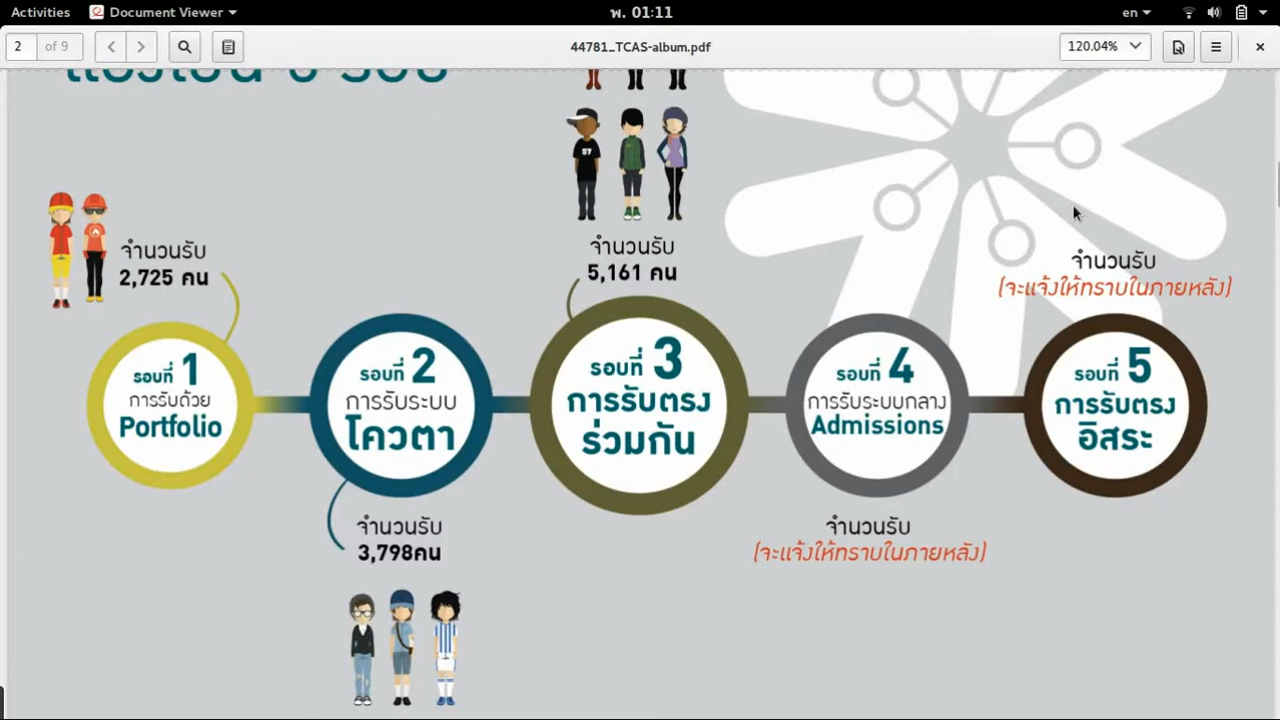 Activities
Document Viewer
พ. 01:11
en
2
of 9
44781_TCAS-album.pdf
120.04%
57
จำนวนรับ
2,725 คน
จำนวนรับ
5,161 คน
จำนวนรับ
(จะแจ้งให้ทราบในภายหลัง)
รอบที่ 1
การรับด้วย
Portfolio
รอบที่ 2
การรับระบบ
โควตา
รอบที่ 3
การรับตรง
ร่วมกัน
รอบที่ 4
การรับระบบกลาง
Admissions
รอบที่ 5
การรับตรง
อิสระ
จำนวนรับ
3,798คน
จำนวนรับ
(จะแจ้งให้ทราบในภายหลัง)